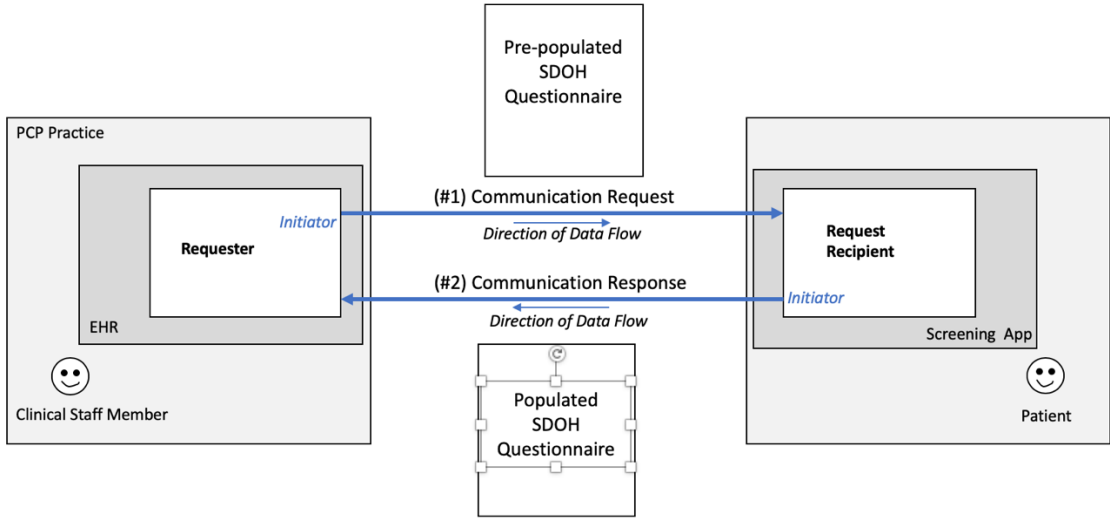 Pre-populated
SDOH
Questionnaire
PCP Practice
(#1) Communication Request
Initiator
Direction of Data Flow
Requester
Request
Recipient
(#2) Communication Response
Initiator
Direction of Data Flow
EHR
Screening App
Populated
SDOH
Questionnaire
Clinical Staff Member
Patient